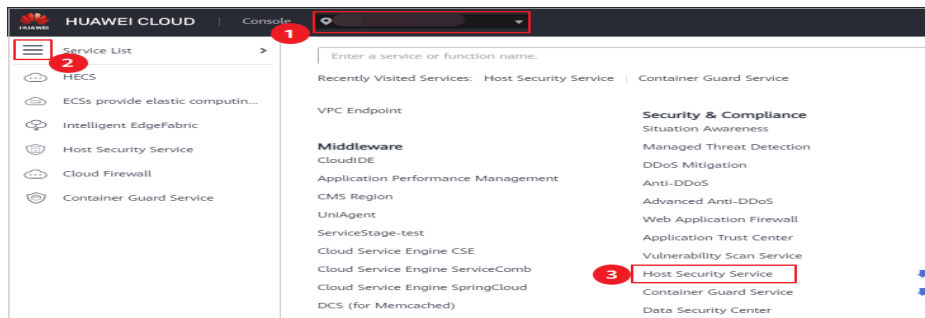 HUAWEI
HUAWEI CLOUD
Console
1
2
Service List
HECS
ECSs provide elastic computin...
Intelligent EdgeFabric
Host Security Service
Cloud Firewall
Container Guard Service
Enter a service or function name.
Recently Visited Services: Host Security Service | Container Guard Service
VPC Endpoint
Middleware
CloudIDE
Application Performance Management
CMS Region
UniAgent
ServiceStage-test
Cloud Service Engine CSE
Cloud Service Engine ServiceComb
Cloud Service Engine SpringCloud
DCS (for Memcached)
Security & Compliance
Situation Awareness
Managed Threat Detection
DDoS Mitigation
Anti-DDoS
Advanced Anti-DDoS
Web Application Firewall
Application Trust Center
Vulnerability Scan Service
3 Host Security Service
Container Guard Service
Data Security Center